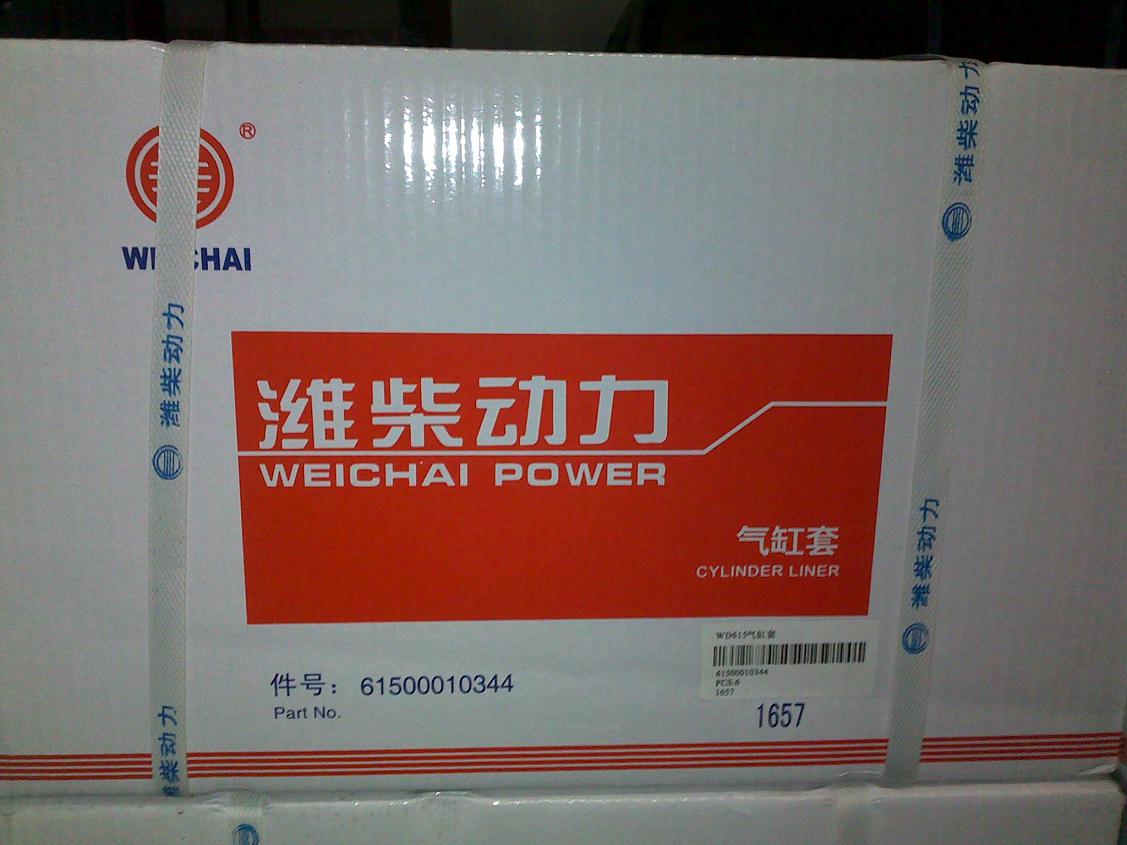 ®
WEICHAI
潍柴动力
潍柴动力
潍柴动力
WEICHAI POWER
气缸套
CYLINDER LINER
潍柴动力
WD615气缸套
61500010344
PCS:6
1657
件号： 61500010344
Part No.
1657
潍柴动力